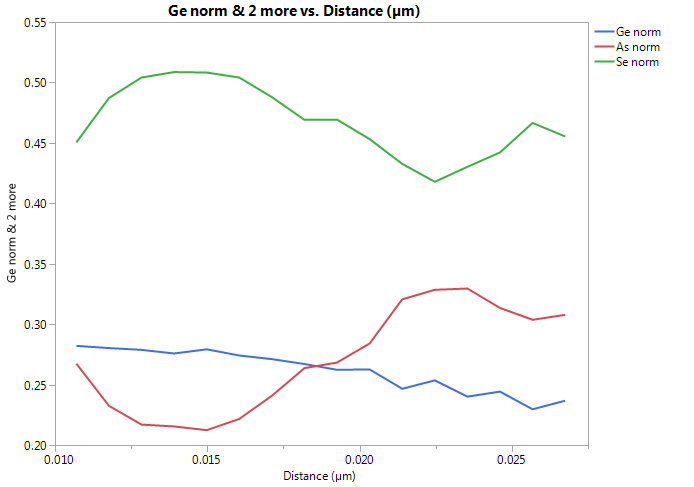 Ge norm & 2 more vs. Distance (µm)
Ge norm
As norm
Se norm
0.55
0.50
0.45
0.40
0.35
0.30
0.25
0.20
Ge norm & 2 more
0.010
0.015
0.020
0.025
Distance (µm)